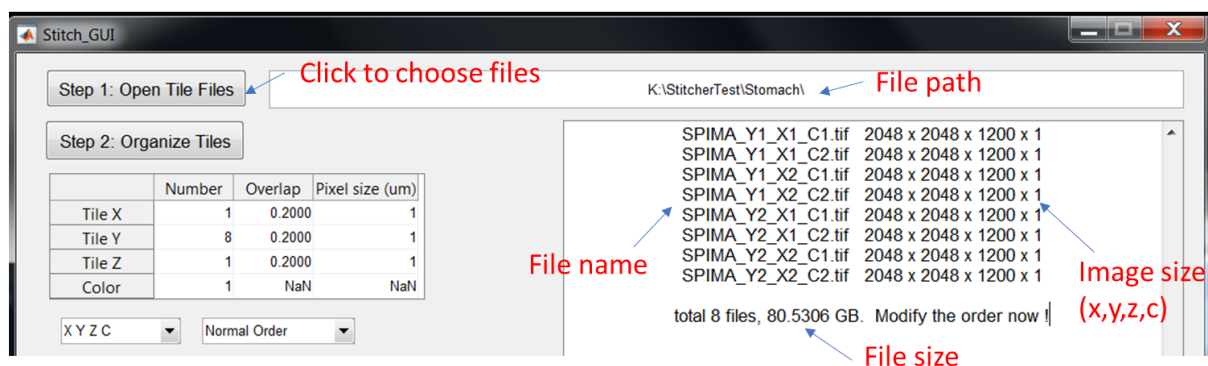 Stitch_GUI
X
Step 1: Open Tile Files
Click to choose files
K:\StitcherTest\Stomach\
File path
Step 2: Organize Tiles
Number Overlap Pixel size (um)
Tile X 1 0.2000 1
Tile Y 8 0.2000 1
Tile Z 1 0.2000 1
Color 1 NaN NaN
X Y Z C
Normal Order
SPIMA_Y1_X1_C1.tif 2048 x 2048 x 1200 x 1
SPIMA_Y1_X1_C2.tif 2048 x 2048 x 1200 x 1
SPIMA_Y1_X2_C1.tif 2048 x 2048 x 1200 x 1
SPIMA_Y1_X2_C2.tif 2048 x 2048 x 1200 x 1
SPIMA_Y2_X1_C1.tif 2048 x 2048 x 1200 x 1
SPIMA_Y2_X1_C2.tif 2048 x 2048 x 1200 x 1
SPIMA_Y2_X2_C1.tif 2048 x 2048 x 1200 x 1
SPIMA_Y2_X2_C2.tif 2048 x 2048 x 1200 x 1
File name
Image size
(x,y,z,c)
total 8 files, 80.5306 GB. Modify the order now !
File size